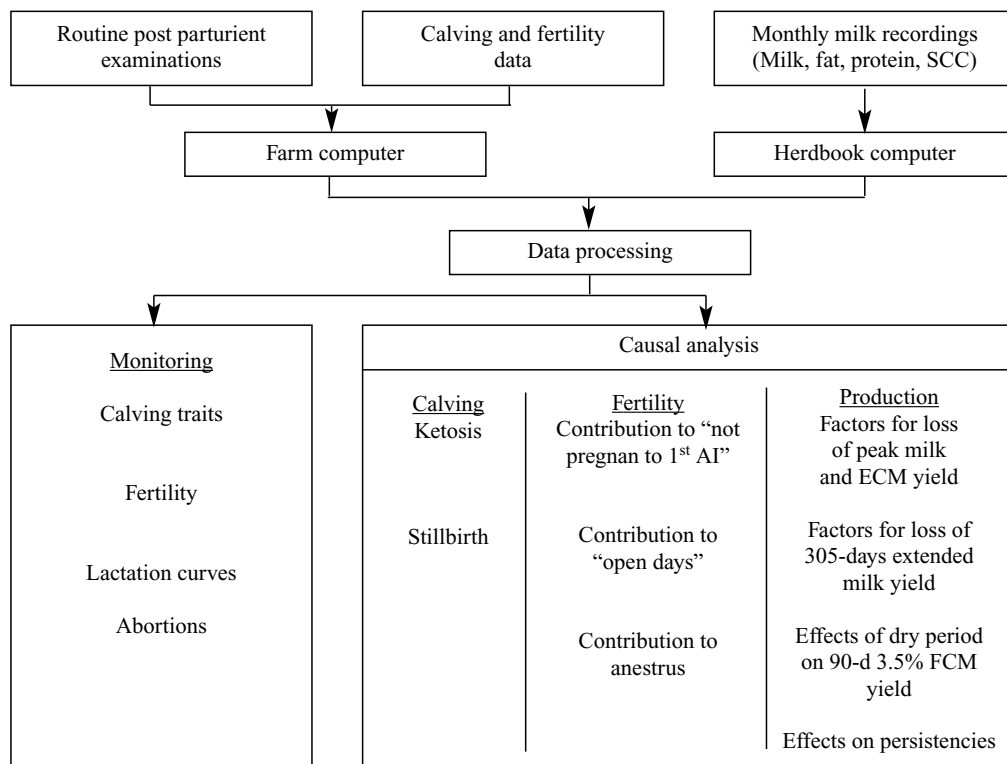 Routine post parturient
examinations
Calving and fertility
data
Monthly milk recordings
(Milk, fat, protein, SCC)
Farm computer
Herdbook computer
Data processing
Monitoring
Calving traits
Fertility
Lactation curves
Abortions
Causal analysis
Calving
Ketosis
Stillbirth
Fertility
Contribution to “not
pregnan to 1st AI”
Contribution to
“open days”
Contribution to
anestrus
Production
Factors for loss
of peak milk
and ECM yield
Factors for loss of
305-days extended
milk yield
Effects of dry period
on 90-d 3.5% FCM
yield
Effects on persistencies